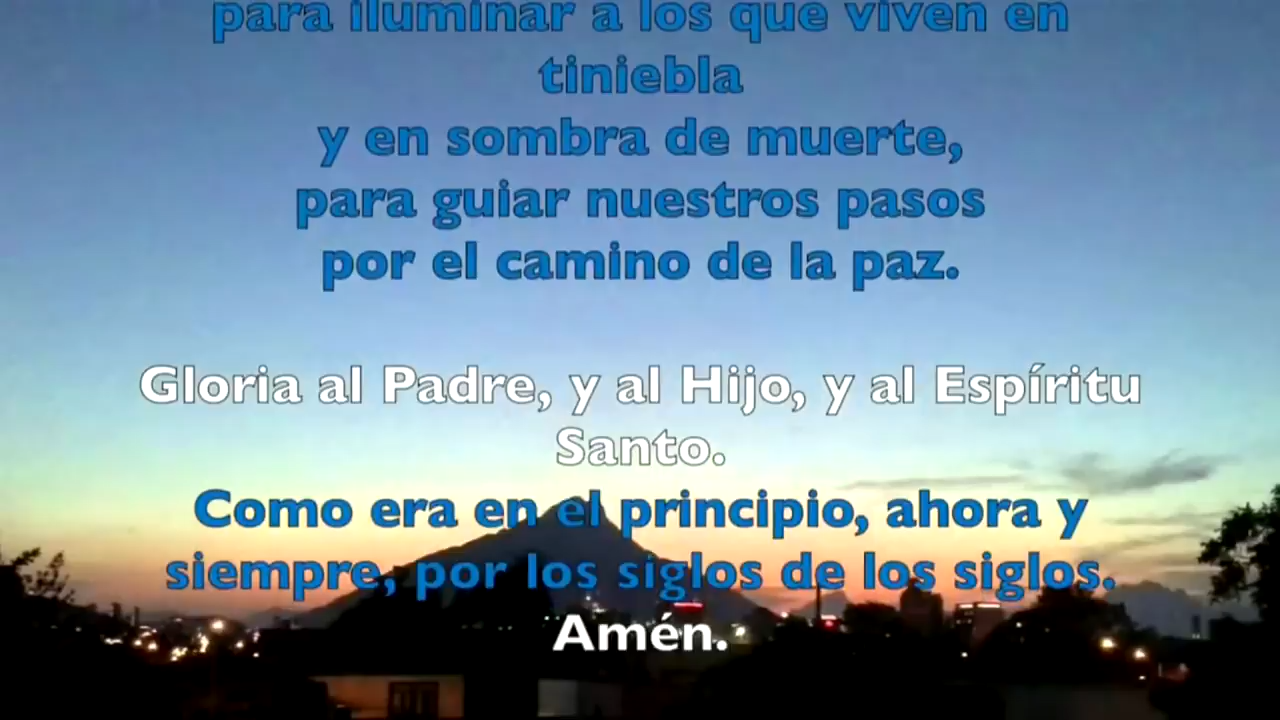 para iluminar a los que viven en
tiniebla
y en sombra de muerte,
para guiar nuestros pasos
por el camino de la paz.
Gloria al Padre, y al Hijo, y al Espíritu
Santo.
Como era en el principio, ahora y
siempre, por los siglos de los siglos.
Amén.